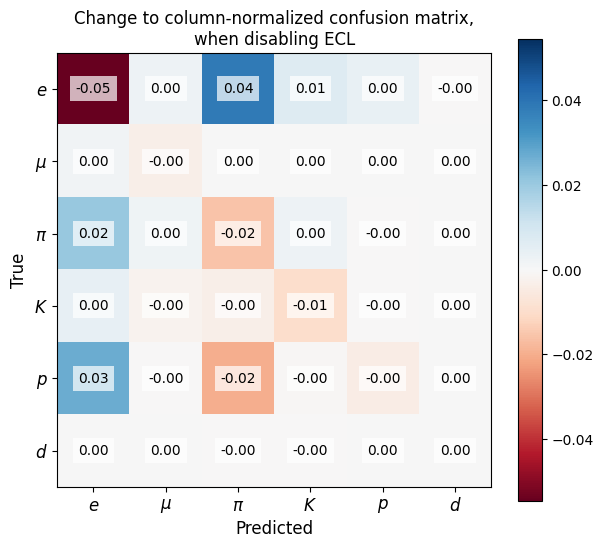 Change to column-normalized confusion matrix,
when disabling ECL
e -0.05 0.00 0.04 0.01 0.00 -0.00
μ 0.00 -0.00 0.00 0.00 0.00 0.00
π 0.02 0.00 -0.02 0.00 -0.00 0.00
K 0.00 -0.00 -0.00 -0.01 -0.00 0.00
p 0.03 -0.00 -0.02 -0.00 -0.00 0.00
d 0.00 0.00 -0.00 -0.00 0.00 0.00
e μ π K p d
Predicted
True
0.04
0.02
0.00
−0.02
−0.04